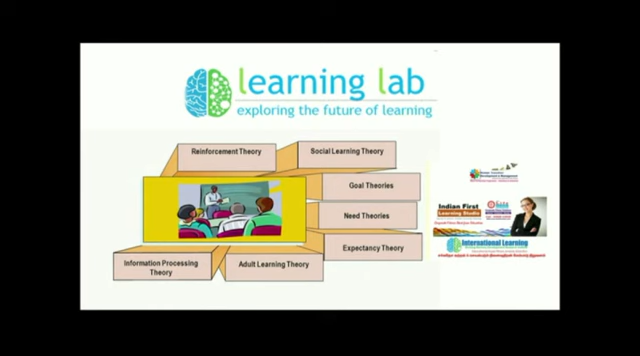 learning lab
exploring the future of learning
Reinforcement Theory
Social Learning Theory
Goal Theories
Need Theories
Expectancy Theory
Information Processing
Theory
Adult Learning Theory
Indian First
Learning Studio
International Learning